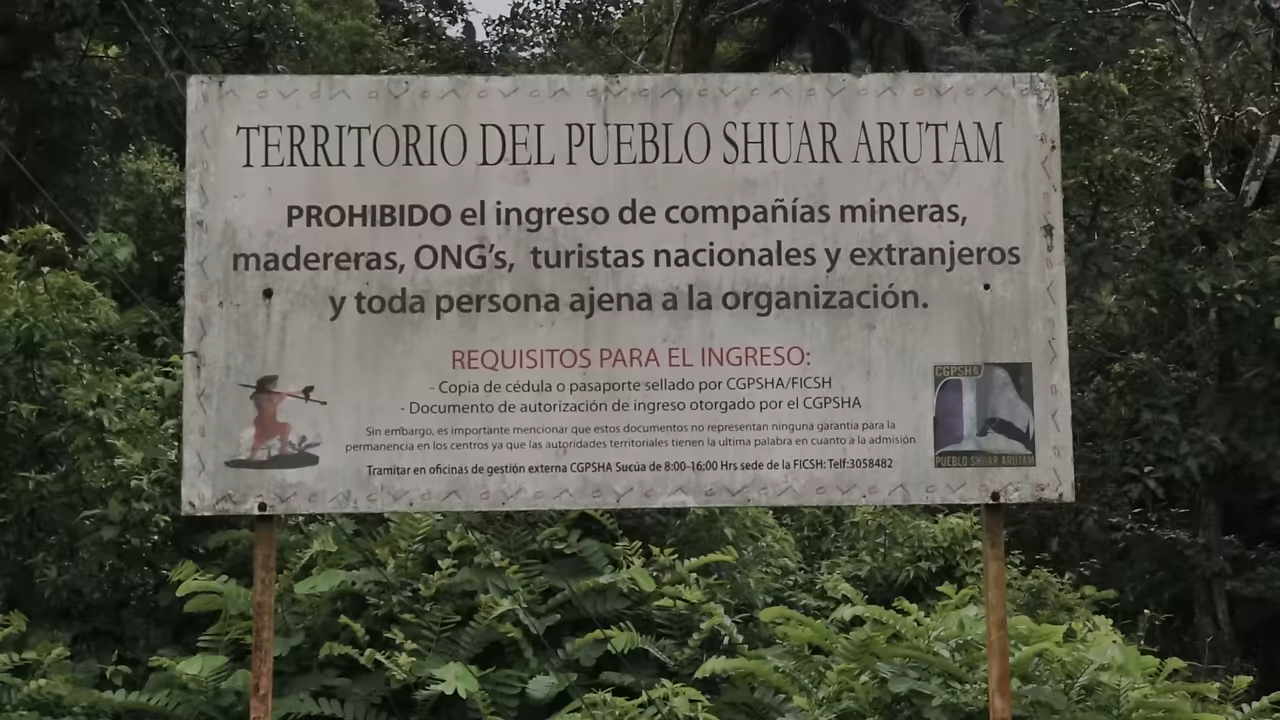 TERRITORIO DEL PUEBLO SHUAR ARUTAM
PROHIBIDO el ingreso de compañías mineras,
madereras, ONG's, turistas nacionales y extranjeros
y toda persona ajena a la organización.
REQUISITOS PARA EL INGRESO:
- Copia de cédula o pasaporte sellado por CGPSHA/FICSH
- Documento de autorización de ingreso otorgado por el CGPSHA
Sin embargo, es importante mencionar que estos documentos no representan ninguna garantia para la
permanencia en los centros ya que las autoridades territoriales tienen la ultima palabra en cuanto a la admisión
Tramitar en oficinas de gestión externa CGPSHA Sucúa de 8:00-16:00 Hrs sede de la FICSH: Telf:3058482
CGPSHA
PUEBLO SHUAR ARUTAM